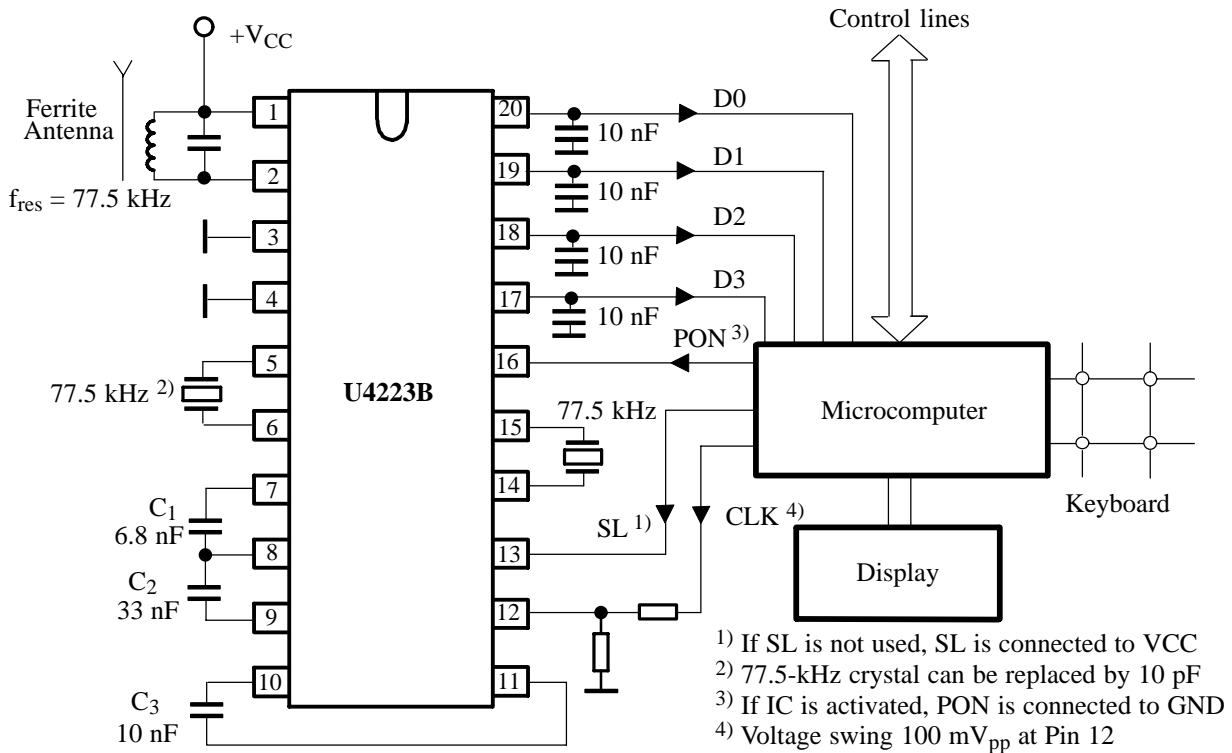 Control lines
+VCC
Ferrite
Antenna
fres = 77.5 kHz
1
2
3
4
5
6
7
8
9
10
20
19
18
17
16
15
14
13
12
11
U4223B
D0
10 nF
D1
10 nF
D2
10 nF
D3
10 nF
PON 3)
77.5 kHz 2)
77.5 kHz
Microcomputer
Keyboard
C1
6.8 nF
C2
33 nF
C3
10 nF
SL 1)
CLK 4)
Display
1) If SL is not used, SL is connected to VCC
2) 77.5-kHz crystal can be replaced by 10 pF
3) If IC is activated, PON is connected to GND
4) Voltage swing 100 mVpp at Pin 12